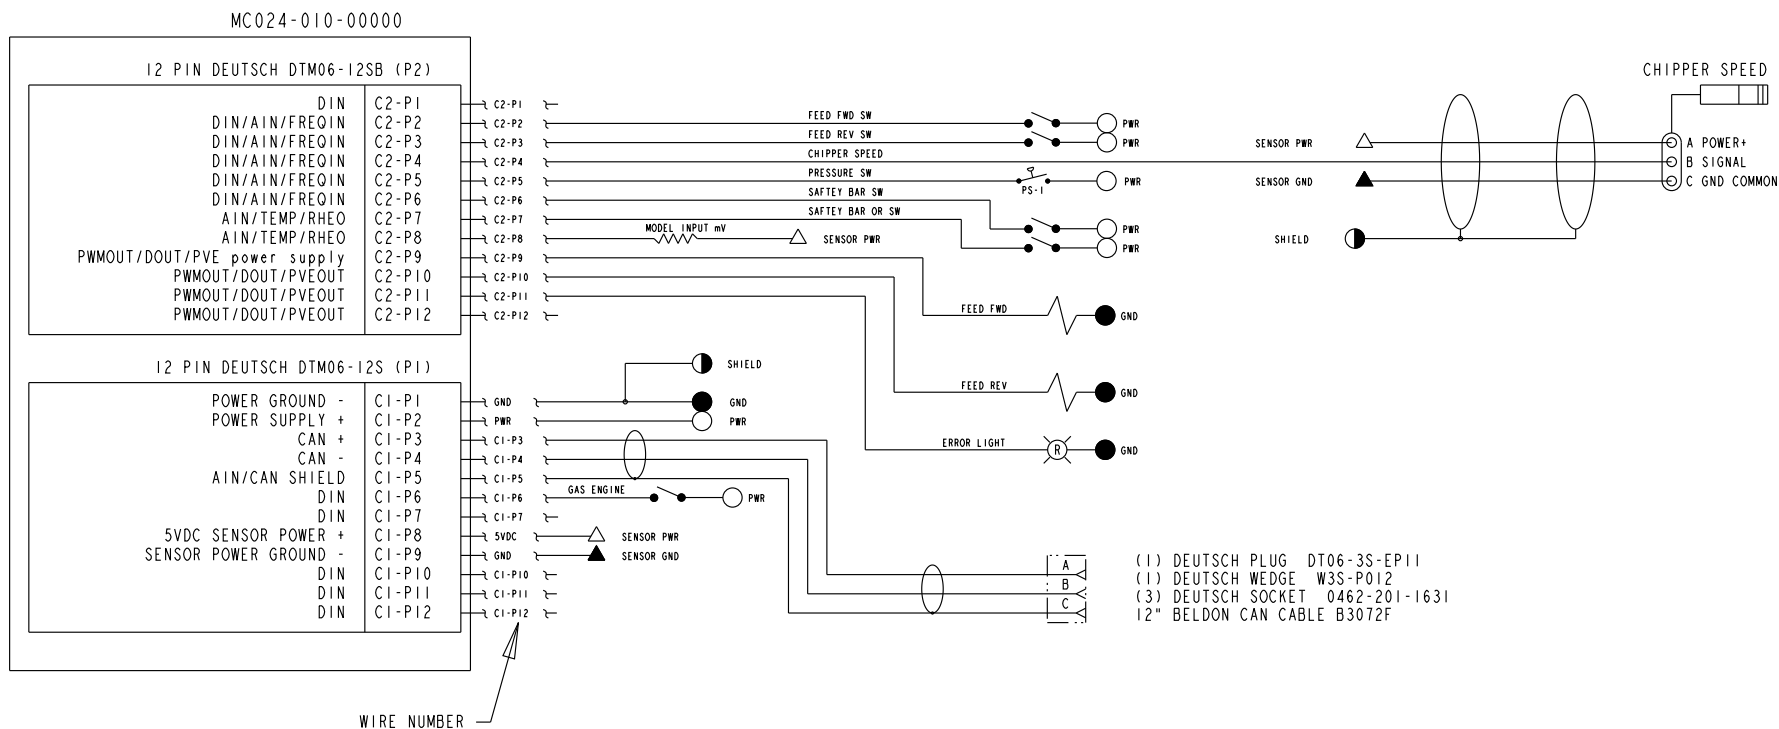 MC024-010-00000
12 PIN DEUTSCH DTM06-12SB (P2)
CHIPPER SPEED
DIN C2-P1 C2-P1
DIN/AIN/FREQIN C2-P2 C2-P2 FEED FWD SW PWR
DIN/AIN/FREQIN C2-P3 C2-P3 FEED REV SW PWR SENSOR PWR A POWER+
DIN/AIN/FREQIN C2-P4 C2-P4 CHIPPER SPEED B SIGNAL
DIN/AIN/FREQIN C2-P5 C2-P5 PRESSURE SW PS-1 PWR SENSOR GND C GND COMMON
DIN/AIN/FREQIN C2-P6 C2-P6 SAFTEY BAR SW
AIN/TEMP/RHEO C2-P7 C2-P7 SAFTEY BAR OR SW PWR
AIN/TEMP/RHEO C2-P8 C2-P8 MODEL INPUT mV SENSOR PWR PWR SHIELD
PWMOUT/DOUT/PVE power supply C2-P9 C2-P9
PWMOUT/DOUT/PVEOUT C2-P10 C2-P10
PWMOUT/DOUT/PVEOUT C2-P11 C2-P11
PWMOUT/DOUT/PVEOUT C2-P12 C2-P12
FEED FWD GND
12 PIN DEUTSCH DTM06-12S (P1)
SHIELD
FEED REV GND
POWER GROUND - C1-P1 GND GND
POWER SUPPLY + C1-P2 PWR PWR
CAN + C1-P3 C1-P3
ERROR LIGHT R GND
CAN - C1-P4 C1-P4
AIN/CAN SHIELD C1-P5 C1-P5
DIN C1-P6 C1-P6 GAS ENGINE PWR
DIN C1-P7 C1-P7
5VDC SENSOR POWER + C1-P8 5VDC SENSOR PWR
SENSOR POWER GROUND - C1-P9 GND SENSOR GND
DIN C1-P10 C1-P10
DIN C1-P11 C1-P11
DIN C1-P12 C1-P12
A
B
C
(1) DEUTSCH PLUG DT06-3S-EP11
(1) DEUTSCH WEDGE W3S-P012
(3) DEUTSCH SOCKET 0462-201-1631
12" BELDON CAN CABLE B3072F
WIRE NUMBER